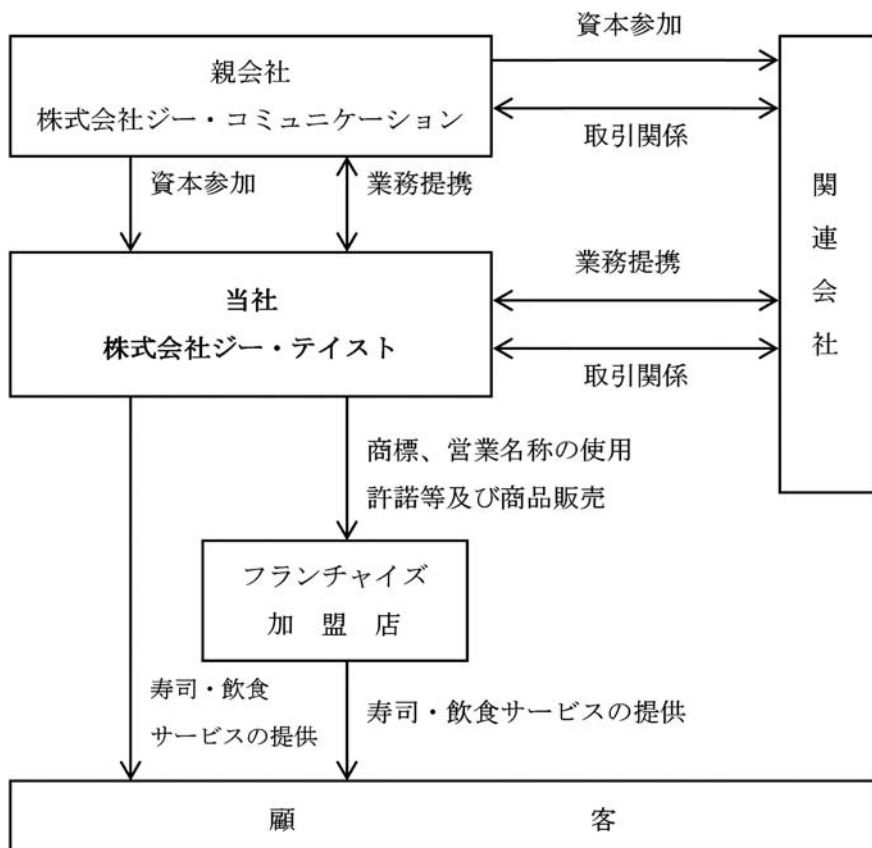 資本参加
親会社
株式会社ジー・コミュニケーション
取引関係
資本参加
業務提携
関連会社
業務提携
当社
株式会社ジー・テイスト
取引関係
商標、営業名称の使用
許諾等及び商品販売
フランチャイズ
加 盟 店
寿司・飲食
サービスの提供
寿司・飲食サービスの提供
顧 客